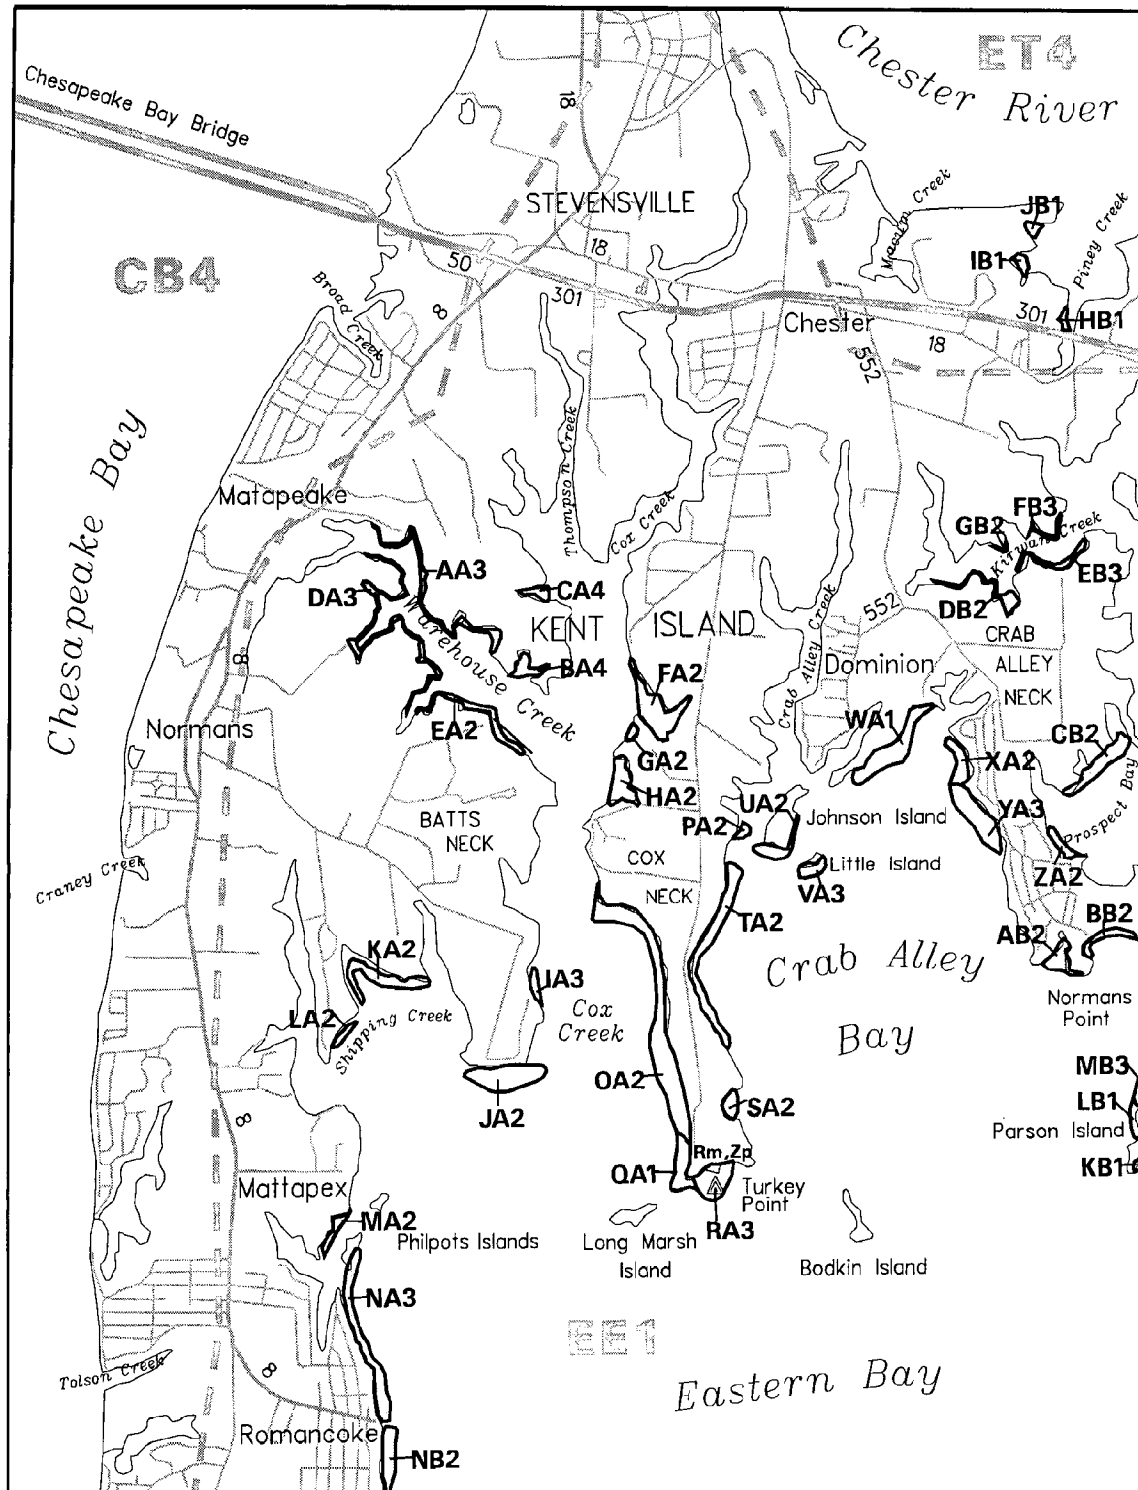 ET4
Chester River
Chesapeake Bay Bridge
18
STEVENSVILLE
Macum Creek
JB1
Piney Creek
IB1
CB4
50
18
301
Broad Creek
8
Chester
301
HB1
18
552
Chesapeake Bay
Matapeake
Thompson Creek
Cox Creek
FB3
GB2
Kirwan Creek
EB3
AA3
DA3
CA4
Warehouse Creek
KENT ISLAND
Crab Alley Creek
552
DB2
CRAB
ALLEY
NECK
Dominion
BA4
FA2
8
Normans
EA2
WA1
CB2
GA2
XA2
HA2
UA2
PA2
Johnson Island
YA3
Prospect Bay
BATTS
NECK
COX
NECK
Little Island
VA3
ZA2
Craney Creek
TA2
BB2
AB2
KA2
Crab Alley
Bay
IA3
Cox
Creek
Normans
Point
LA2
Shipping Creek
OA2
MB3
LB1
Parson Island
KB1
JA2
SA2
8
Rm,Zp
QA1
Turkey
Point
RA3
Mattapex
MA2
Philpots Islands
Long Marsh
Island
Bodkin Island
NA3
EE1
Tolson Creek
8
Eastern Bay
Romancoke
NB2